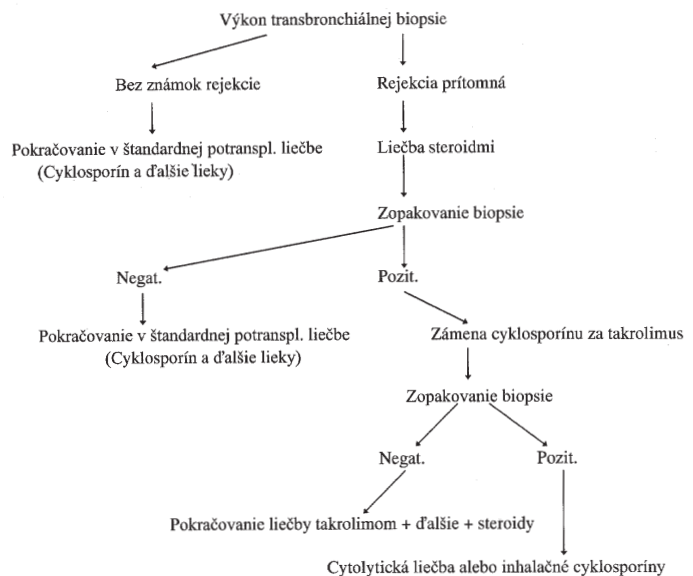 Výkon transbronchiálnej biopsie
Bez známok rejekcie
Rejekcia prítomná
Pokračovanie v štandardnej potranspl. liečbe
(Cyklosporín a ďalšie lieky)
Liečba steroidmi
Zopakovanie biopsie
Negat.
Pozit.
Pokračovanie v štandardnej potranspl. liečbe
(Cyklosporín a ďalšie lieky)
Zámena cyklosporínu za takrolimus
Zopakovanie biopsie
Negat.
Pozit.
Pokračovanie liečby takrolimom + ďalšie + steroidy
Cytolytická liečba alebo inhalačné cyklosporíny